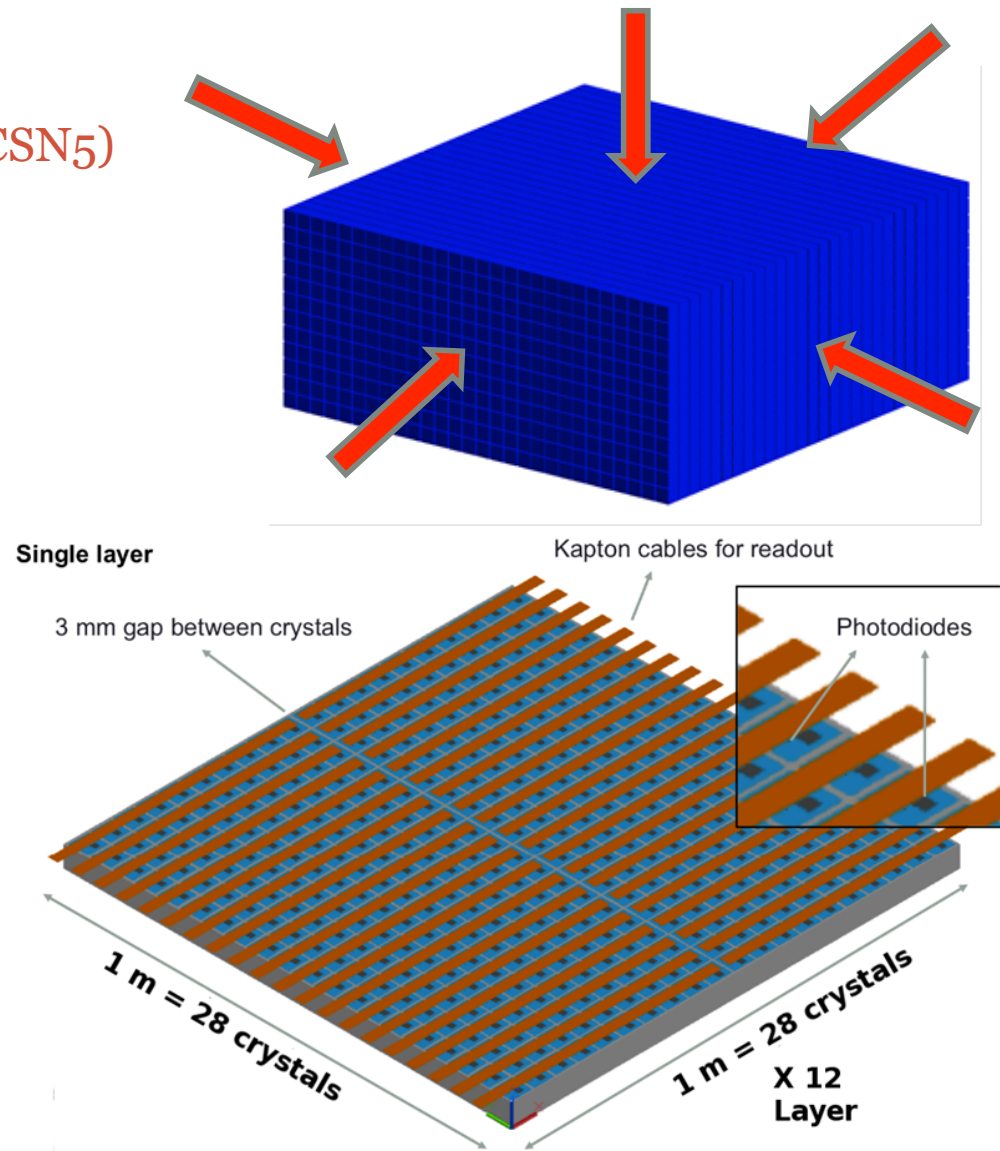 CSN5)
Single layer
Kapton cables for readout
3 mm gap between crystals
Photodiodes
1 m = 28 crystals
1 m = 28 crystals
X 12
Layer